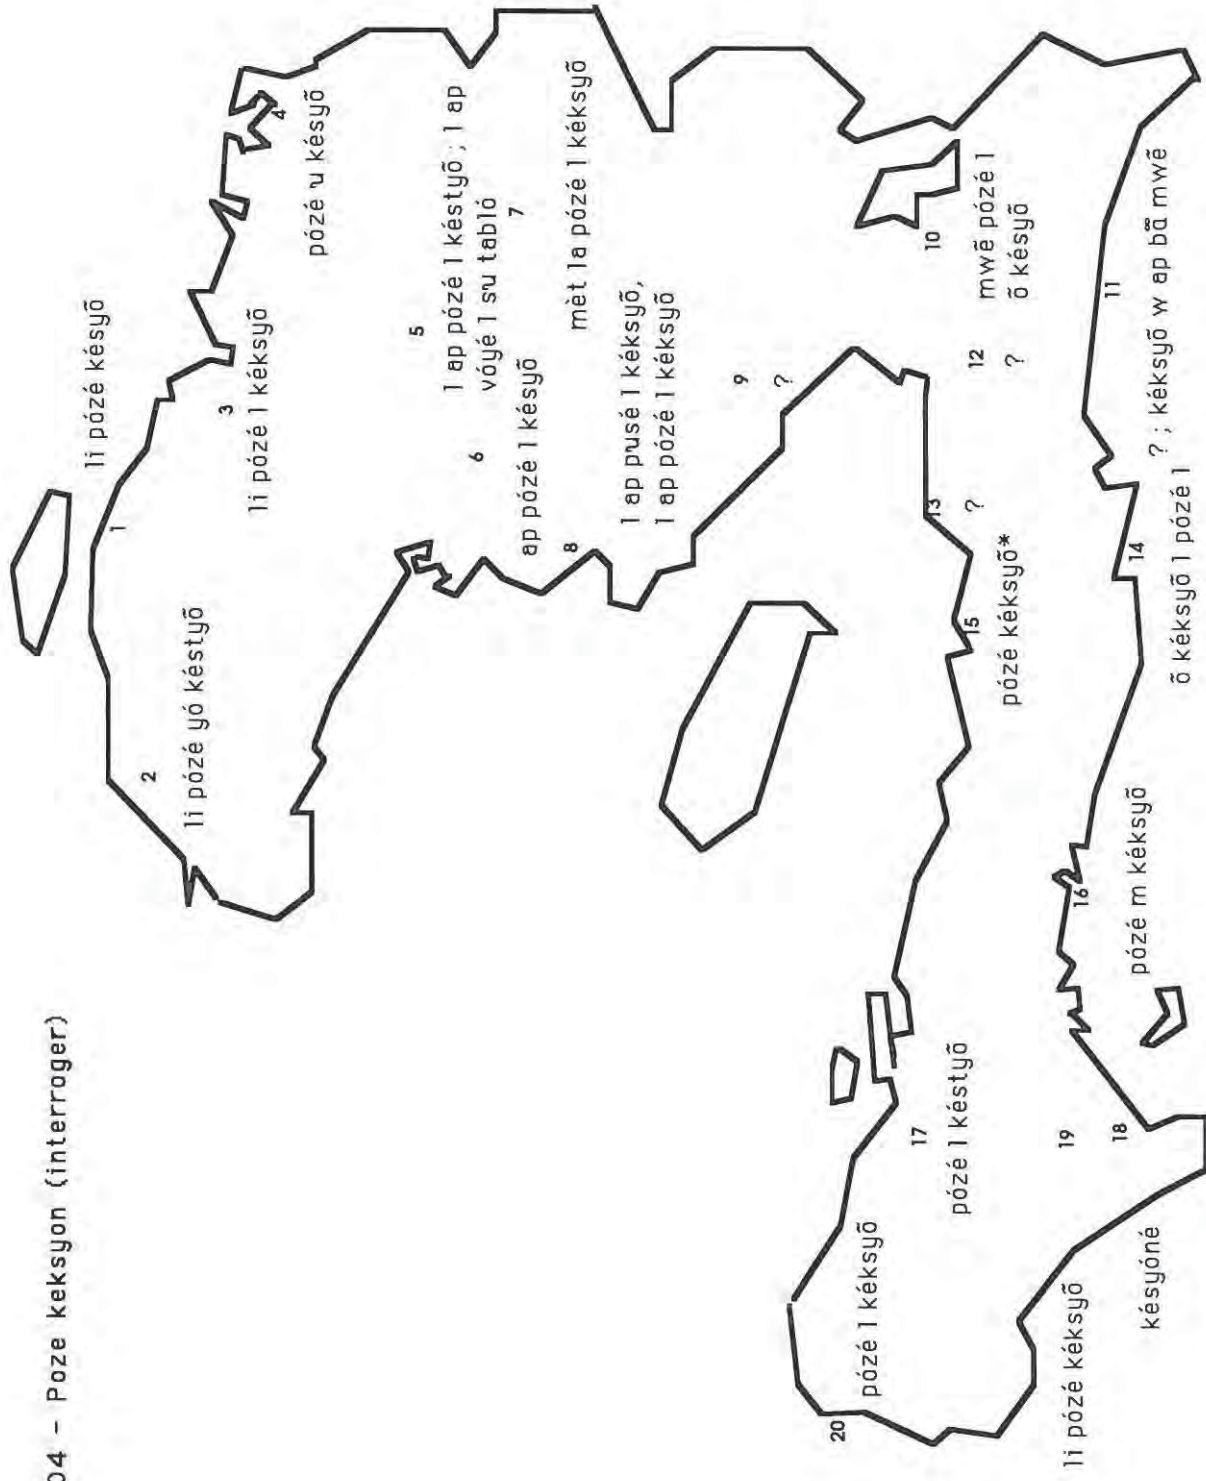 04 - Poze keksyon (interroger)
1
li pózé késyõ
2
li pózé yó késtyõ
3
li pózé l kéksyõ
4
pózé u késyõ
5
l ap pózé l késtyõ ; l ap
vóyé l su tabló
6
ap pózé l késyõ
7
mèt la pózé l kéksyõ
8
l ap pusé l kéksyõ,
l ap pózé l kéksyõ
9
?
10
mwẽ pózé l
õ késyõ
11
? ; kéksyõ w ap bã mwẽ
12
?
13
?
14
õ kéksyõ l pózé l
15
pózé kéksyõ*
16
pózé m kéksyõ
17
pózé l késtyõ
18
késyóné
19
li pózé kéksyõ
20
pózé l kéksyõ